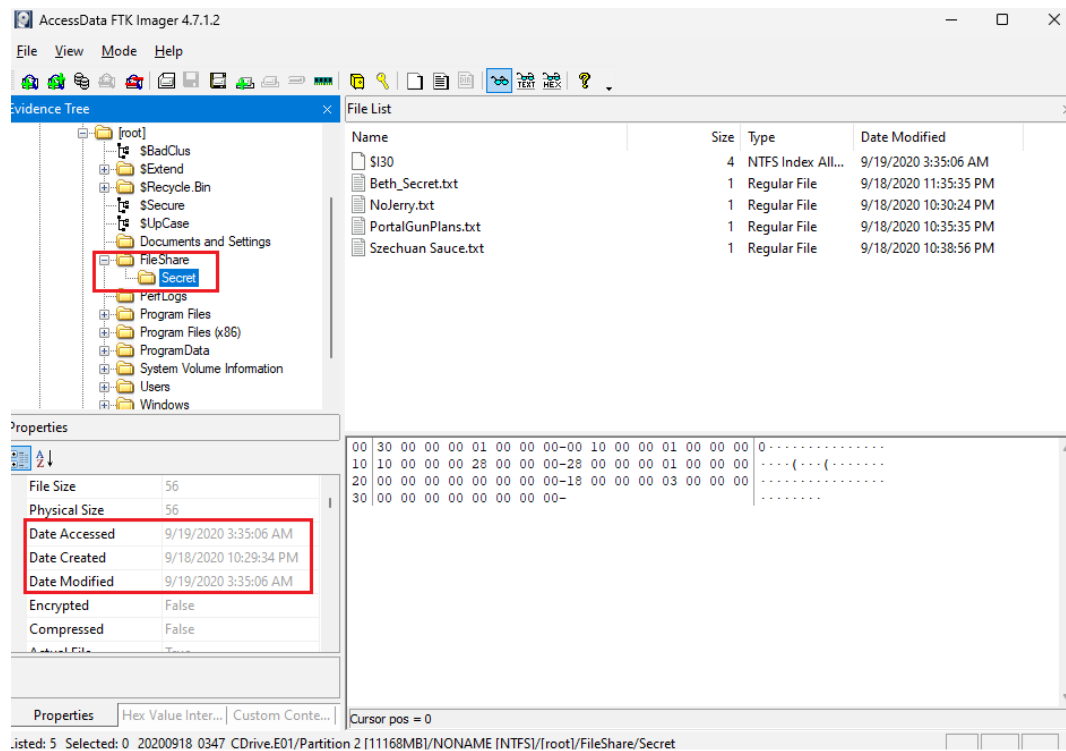 AccessData FTK Imager 4.7.1.2
File View Mode Help
Evidence Tree
[root]
$BadClus
$Extend
$Recycle.Bin
$Secure
$UpCase
Documents and Settings
FileShare
Secret
PerfLogs
Program Files
Program Files (x86)
ProgramData
System Volume Information
Users
Windows
File List
Name Size Type Date Modified
$I30 4 NTFS Index All... 9/19/2020 3:35:06 AM
Beth_Secret.txt 1 Regular File 9/18/2020 11:35:35 PM
NoJerry.txt 1 Regular File 9/18/2020 10:30:24 PM
PortalGunPlans.txt 1 Regular File 9/18/2020 10:35:35 PM
Szechuan Sauce.txt 1 Regular File 9/18/2020 10:38:56 PM
Properties
File Size 56
Physical Size 56
Date Accessed 9/19/2020 3:35:06 AM
Date Created 9/18/2020 10:29:34 PM
Date Modified 9/19/2020 3:35:06 AM
Encrypted False
Compressed False
Actual File True
Properties Hex Value Inter... Custom Conte...
00 30 00 00 00 01 00 00 00-00 10 00 00 01 00 00 00 0···············
10 10 00 00 00 28 00 00 00-28 00 00 00 01 00 00 00 ····(···(·······
20 00 00 00 00 00 00 00 00-18 00 00 00 03 00 00 00 ················
30 00 00 00 00 00 00 00 00- ········
Cursor pos = 0
Listed: 5 Selected: 0 20200918_0347_CDrive.E01/Partition 2 [11168MB]/NONAME [NTFS]/[root]/FileShare/Secret